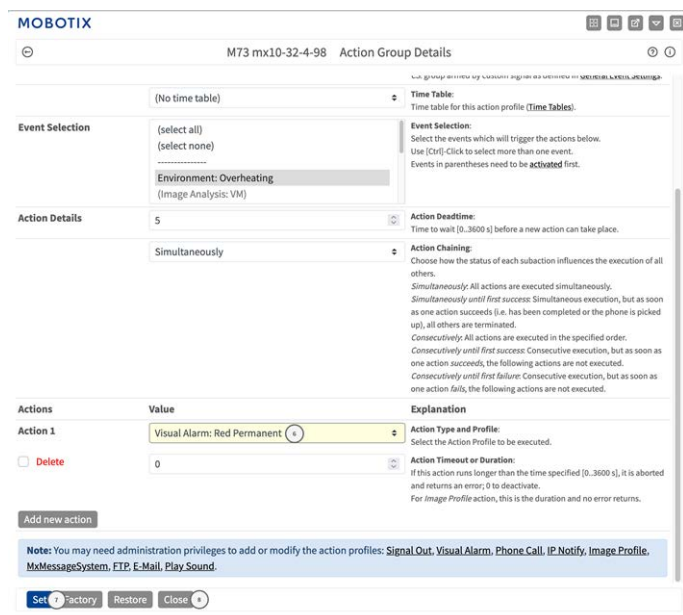 MOBOTIX
M73 mx10-32-4-98 Action Group Details
C.S. group armed by custom signal as defined in General Event Settings.
(No time table)
Time Table:
Time table for this action profile (Time Tables).
Event Selection
(select all)
(select none)
---------------
Environment: Overheating
(Image Analysis: VM)
Event Selection:
Select the events which will trigger the actions below.
Use [Ctrl]-Click to select more than one event.
Events in parentheses need to be activated first.
Action Details
5
Action Deadtime:
Time to wait [0..3600 s] before a new action can take place.
Simultaneously
Action Chaining:
Choose how the status of each subaction influences the execution of all
others.
Simultaneously: All actions are executed simultaneously.
Simultaneously until first success: Simultaneous execution, but as soon
as one action succeeds (i.e. has been completed or the phone is picked
up), all others are terminated.
Consecutively: All actions are executed in the specified order.
Consecutively until first success: Consecutive execution, but as soon as
one action succeeds, the following actions are not executed.
Consecutively until first failure: Consecutive execution, but as soon as
one action fails, the following actions are not executed.
Actions Value Explanation
Action 1
Visual Alarm: Red Permanent 6
Action Type and Profile:
Select the Action Profile to be executed.
Delete
0
Action Timeout or Duration:
If this action runs longer than the time specified [0..3600 s], it is aborted
and returns an error; 0 to deactivate.
For Image Profile action, this is the duration and no error returns.
Add new action
Note: You may need administration privileges to add or modify the action profiles: Signal Out, Visual Alarm, Phone Call, IP Notify, Image Profile,
MxMessageSystem, FTP, E-Mail, Play Sound.
Set 7 Factory Restore Close 8